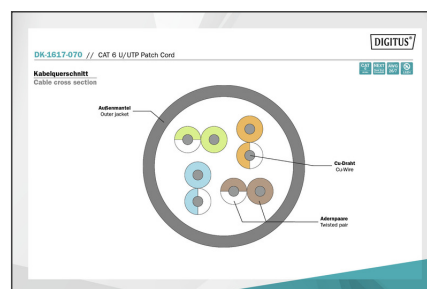 DIGITUS®
DK-1617-070 // CAT 6 U/UTP Patch Cord
Kabelquerschnitt
Cable cross section
Außenmantel
Outer jacket
Cu-Draht
Cu-Wire
Adernpaare
Twisted pair